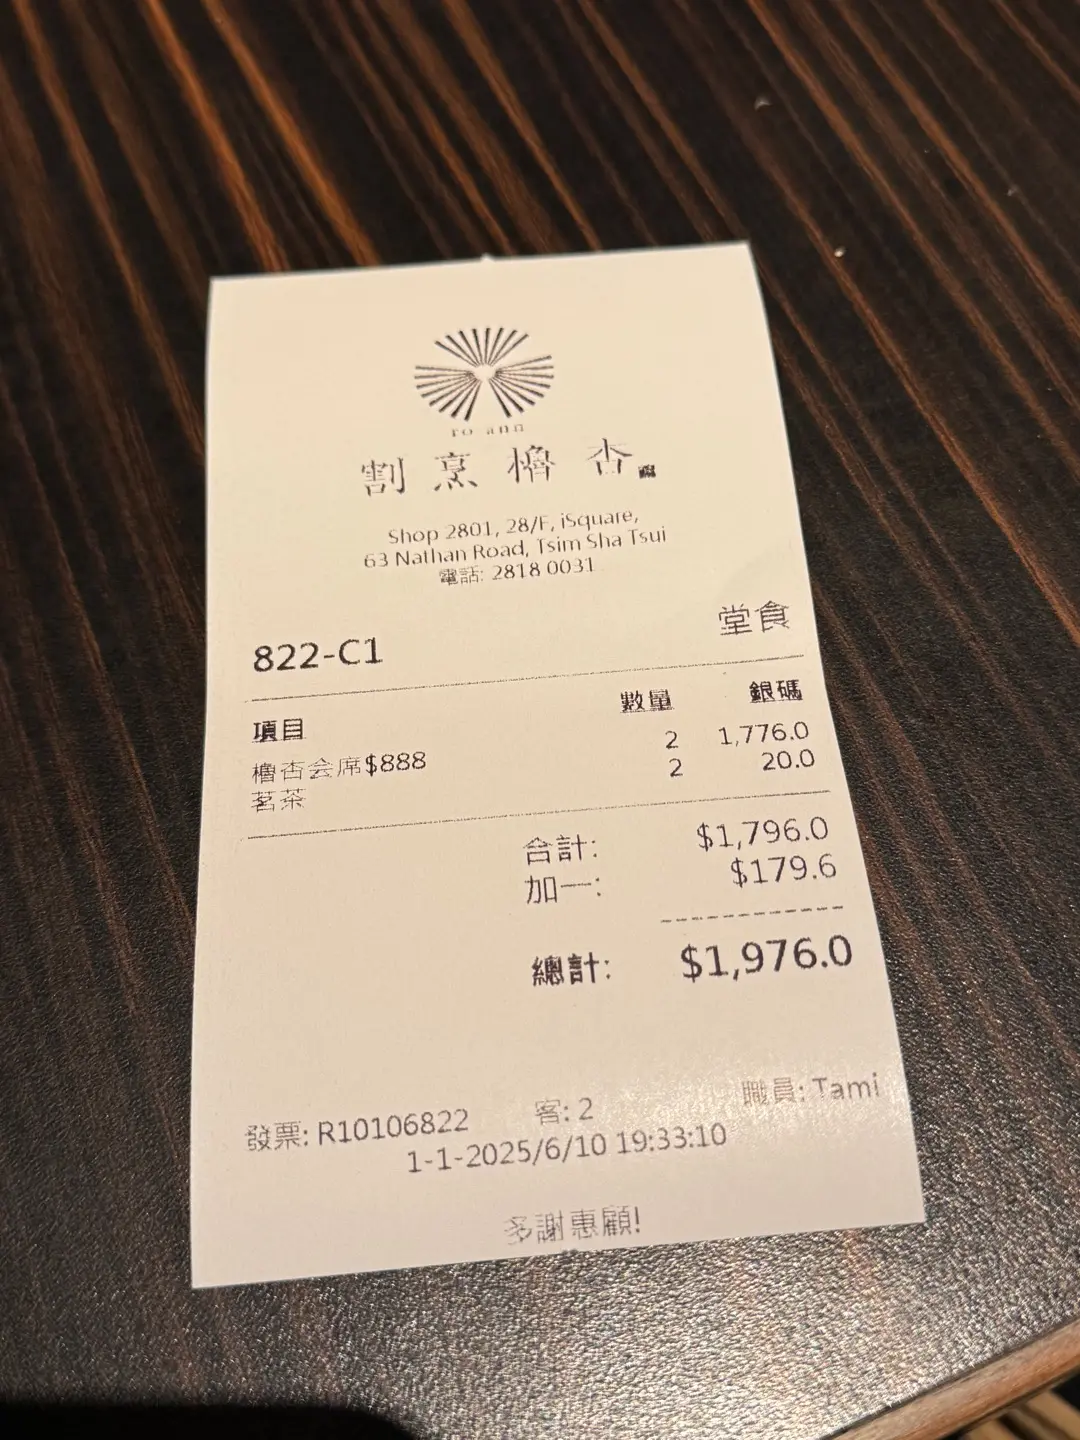 ro ann
割烹櫓杏
Shop 2801, 28/F, iSquare,
63 Nathan Road, Tsim Sha Tsui
電話: 2818 0031
822-C1 堂食
項目 數量 銀碼
櫓杏会席$888 2 1,776.0
茗茶 2 20.0
合計: $1,796.0
加一: $179.6
總計: $1,976.0
發票: R10106822 客: 2 職員: Tami
1-1-2025/6/10 19:33:10
多謝惠顧!